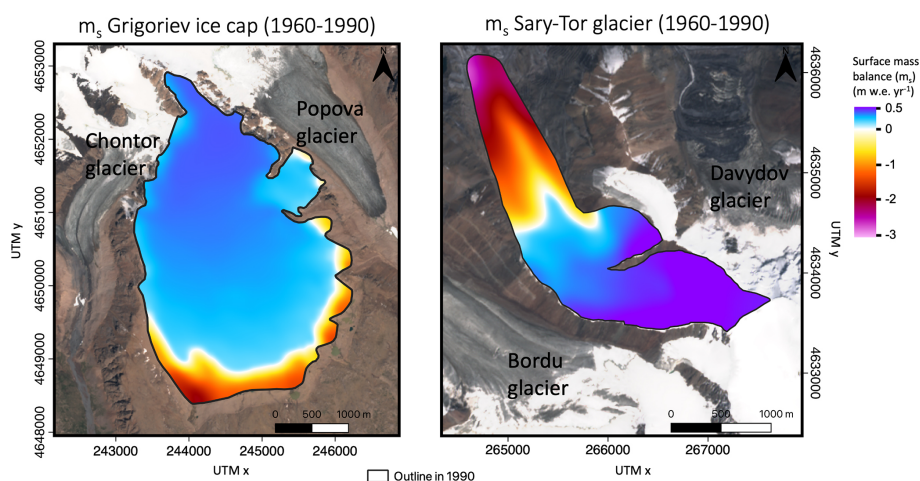 m_s Grigoriev ice cap (1960-1990)
N
Chontor
glacier
Popova
glacier
4653000
4652000
4651000
4650000
4649000
4648000
UTM y
0 500 1000 m
243000 244000 245000 246000
UTM x
m_s Sary-Tor glacier (1960-1990)
N
Davydov
glacier
Bordu
glacier
4636000
4635000
4634000
4633000
UTM y
0 500 1000 m
265000 266000 267000
UTM x
Surface mass
balance (m_s)
(m w.e. yr⁻¹)
0.5
0
-1
-2
-3
Outline in 1990